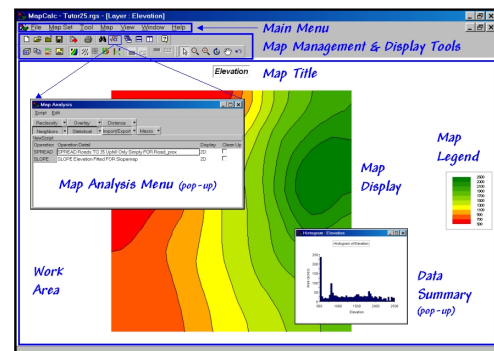 MapCalc - Tutor25.rgs - [Layer : Elevation]
File Map Set Tool Map View Window Help
Main Menu
Map Management & Display Tools
Elevation
Map Title
Map Analysis
Script Edit
Reclassify Overlay Distance
Neighbors Statistical Import/Export Macro
NewScript
Operation Operation Detail Display Clean Up
SPREAD SPREAD Roads TO 35 Uphill Only Simply FOR Road_prox 2D
SLOPE SLOPE Elevation Fitted FOR Slopemap 2D
Map Analysis Menu (pop-up)
Map
Display
Map
Legend
Work
Area
Histogram : Elevation
Histogram of Elevation
Elevation
Data
Summary
(pop-up)